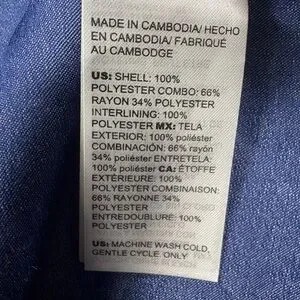 MADE IN CAMBODIA/ HECHO
EN CAMBODIA/ FABRIQUÉ
AU CAMBODGE
US: SHELL: 100%
POLYESTER COMBO: 66%
RAYON 34% POLYESTER
INTERLINING: 100%
POLYESTER MX: TELA
EXTERIOR: 100% poliéster
COMBINACIÓN: 66% rayón
34% poliéster ENTRETELA:
100% poliéster CA: ÉTOFFE
EXTÉRIEURE: 100%
POLYESTER COMBINAISON:
66% RAYONNE 34%
POLYESTER
ENTREDOUBLURE: 100%
POLYESTER
US: MACHINE WASH COLD,
GENTLE CYCLE, ONLY